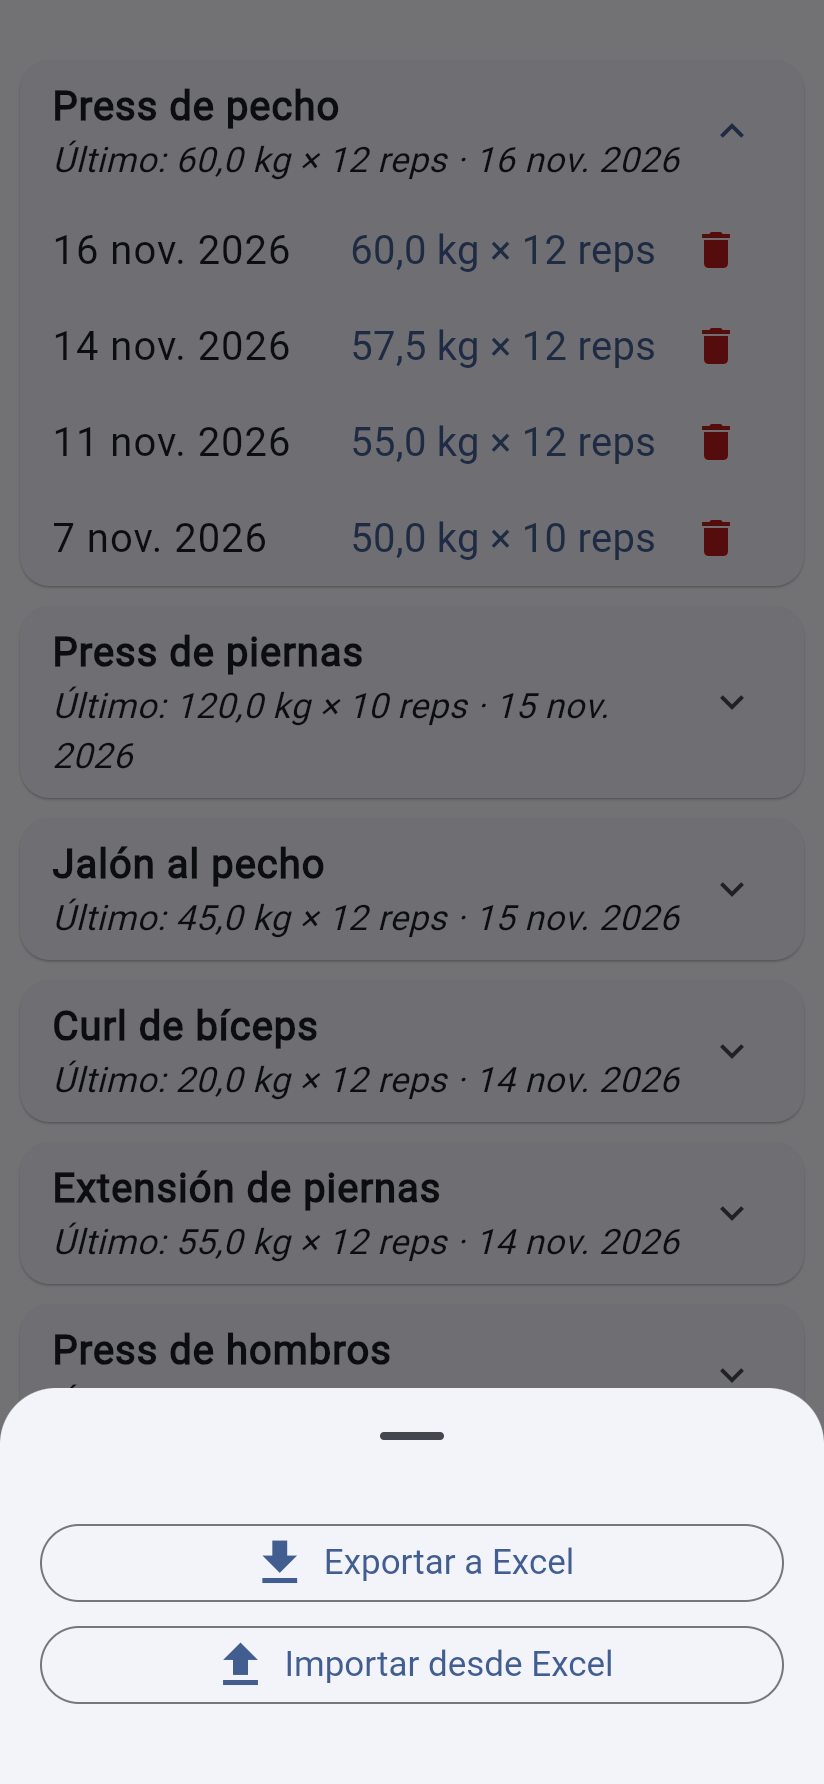 Press de pecho
Último: 60,0 kg × 12 reps · 16 nov. 2026
16 nov. 2026 60,0 kg × 12 reps
14 nov. 2026 57,5 kg × 12 reps
11 nov. 2026 55,0 kg × 12 reps
7 nov. 2026 50,0 kg × 10 reps
Press de piernas
Último: 120,0 kg × 10 reps · 15 nov.
2026
Jalón al pecho
Último: 45,0 kg × 12 reps · 15 nov. 2026
Curl de bíceps
Último: 20,0 kg × 12 reps · 14 nov. 2026
Extensión de piernas
Último: 55,0 kg × 12 reps · 14 nov. 2026
Press de hombros
Exportar a Excel
Importar desde Excel